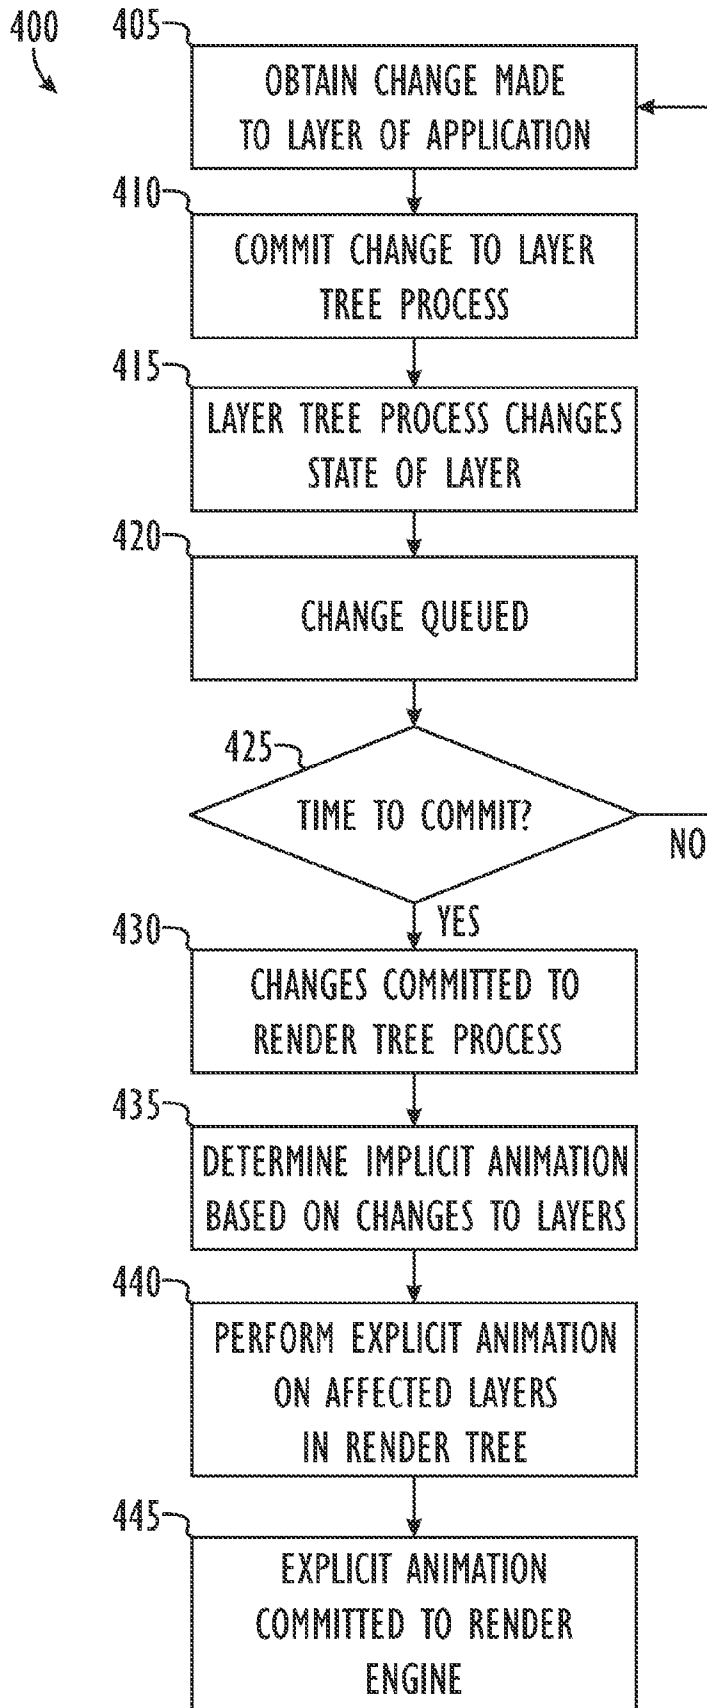 400
405
OBTAIN CHANGE MADE
TO LAYER OF APPLICATION
410
COMMIT CHANGE TO LAYER
TREE PROCESS
415
LAYER TREE PROCESS CHANGES
STATE OF LAYER
420
CHANGE QUEUED
425
TIME TO COMMIT?
NO
YES
430
CHANGES COMMITTED TO
RENDER TREE PROCESS
435
DETERMINE IMPLICIT ANIMATION
BASED ON CHANGES TO LAYERS
440
PERFORM EXPLICIT ANIMATION
ON AFFECTED LAYERS
IN RENDER TREE
445
EXPLICIT ANIMATION
COMMITTED TO RENDER
ENGINE